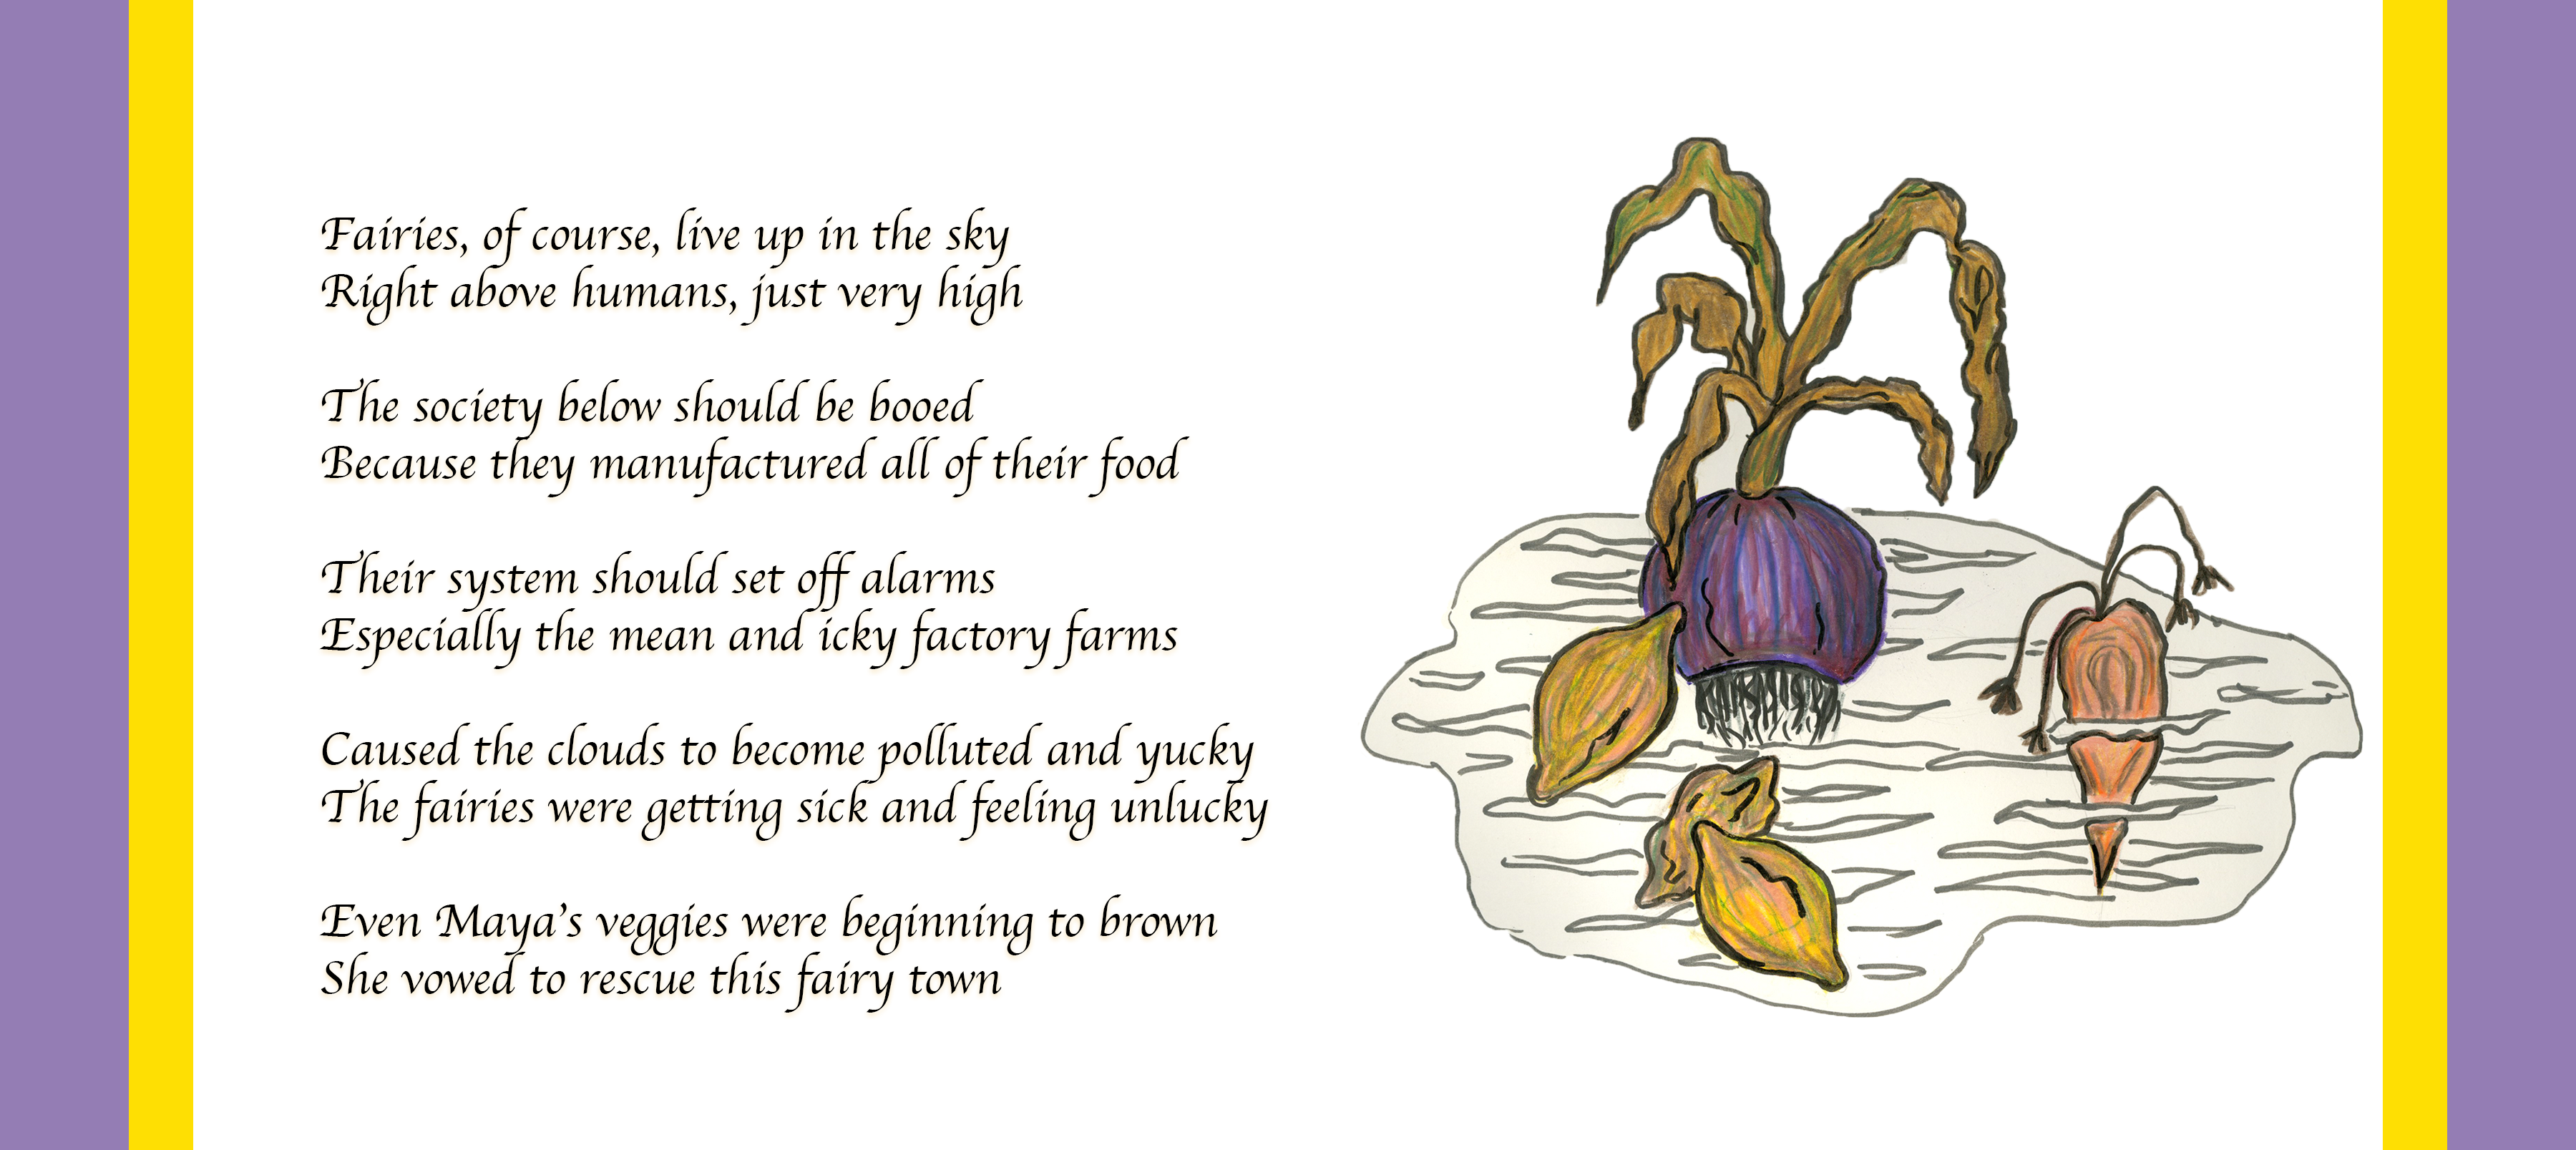 Fairies, of course, live up in the sky
Right above humans, just very high
The society below should be booed
Because they manufactured all of their food
Their system should set off alarms
Especially the mean and icky factory farms
Caused the clouds to become polluted and yucky
The fairies were getting sick and feeling unlucky
Even Maya's veggies were beginning to brown
She vowed to rescue this fairy town